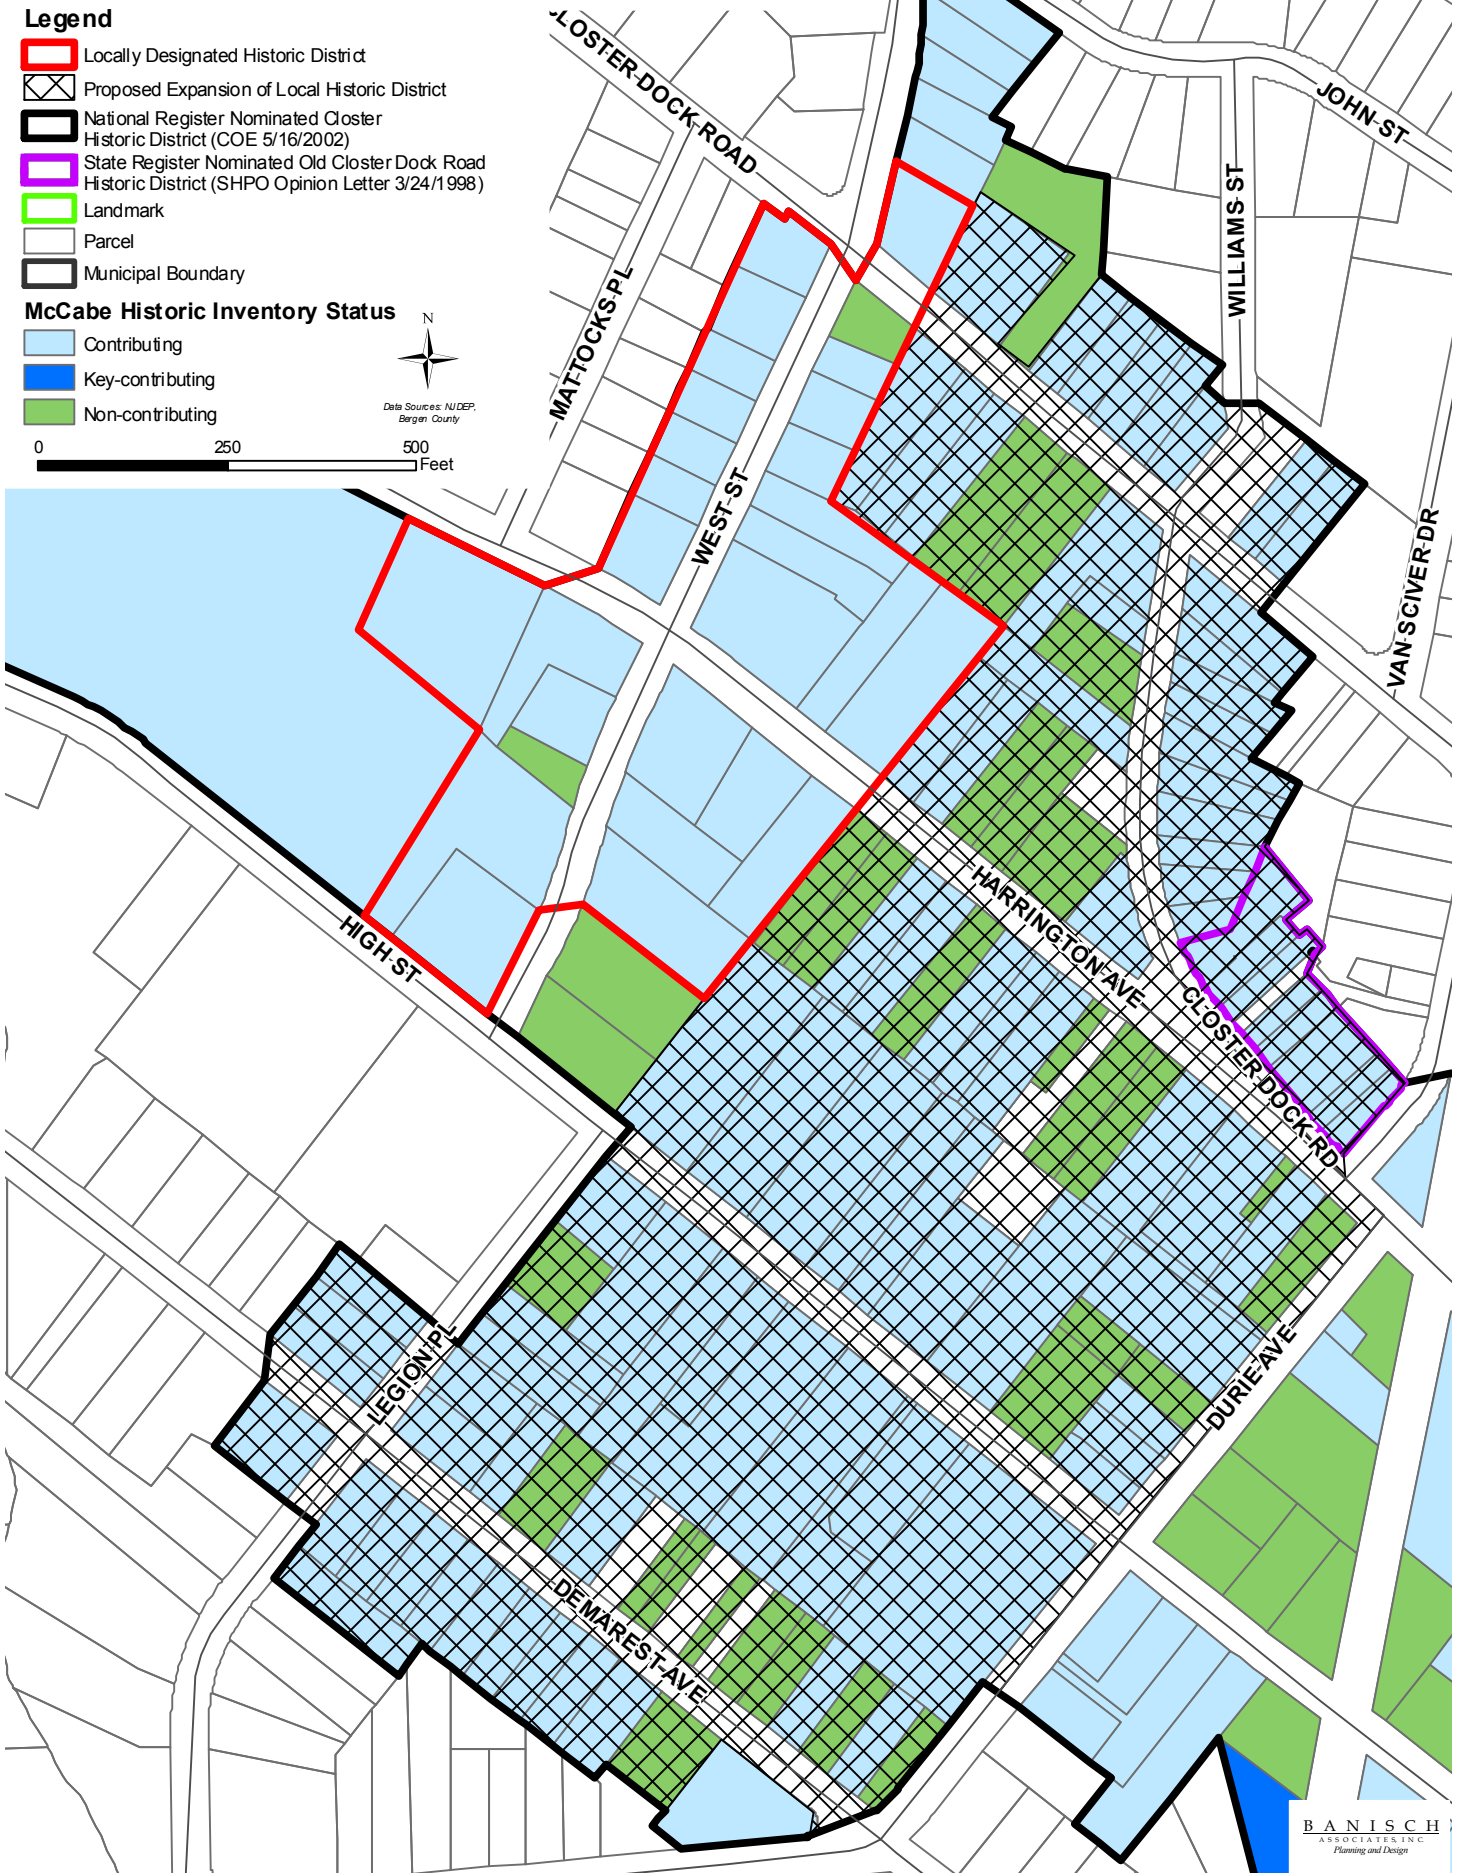 Legend
Locally Designated Historic District
Proposed Expansion of Local Historic District
National Register Nominated Closter
Historic District (COE 5/16/2002)
State Register Nominated Old Closter Dock Road
Historic District (SHPO Opinion Letter 3/24/1998)
Landmark
Parcel
Municipal Boundary
McCabe Historic Inventory Status
Contributing
Key-contributing
Non-contributing
N
Data Sources: NJDEP,
Bergen County
0 250 500
Feet
CLOSTER DOCK ROAD
JOHN ST
WILLIAMS ST
MATTOCKS PL
WEST ST
VAN SCIVER DR
HARRINGTON AVE
HIGH ST
CLOSTER DOCK RD
LEGION PL
DURIE AVE
DEMAREST AVE
BANISCH
ASSOCIATES, INC.
Planning and Design